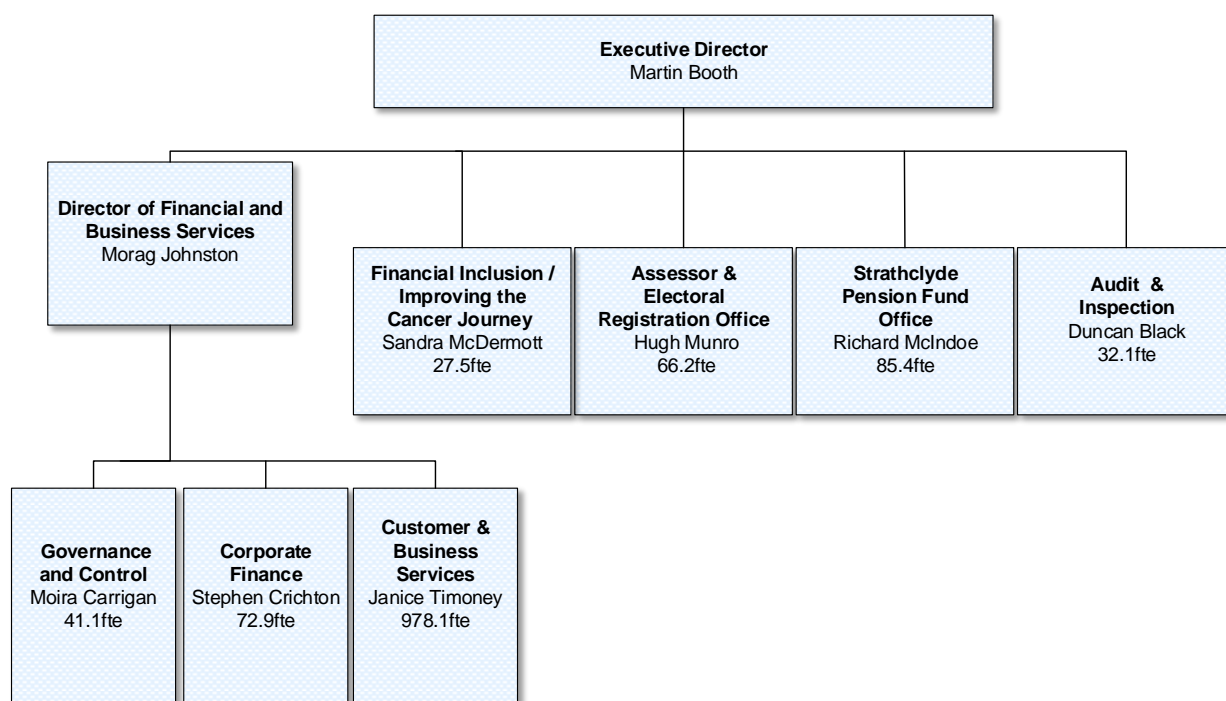 Executive Director
Martin Booth
Director of Financial and
Business Services
Morag Johnston
Financial Inclusion /
Improving the
Cancer Journey
Sandra McDermott
27.5fte
Assessor &
Electoral
Registration Office
Hugh Munro
66.2fte
Strathclyde
Pension Fund
Office
Richard McIndoe
85.4fte
Audit &
Inspection
Duncan Black
32.1fte
Governance
and Control
Moira Carrigan
41.1fte
Corporate
Finance
Stephen Crichton
72.9fte
Customer &
Business
Services
Janice Timoney
978.1fte